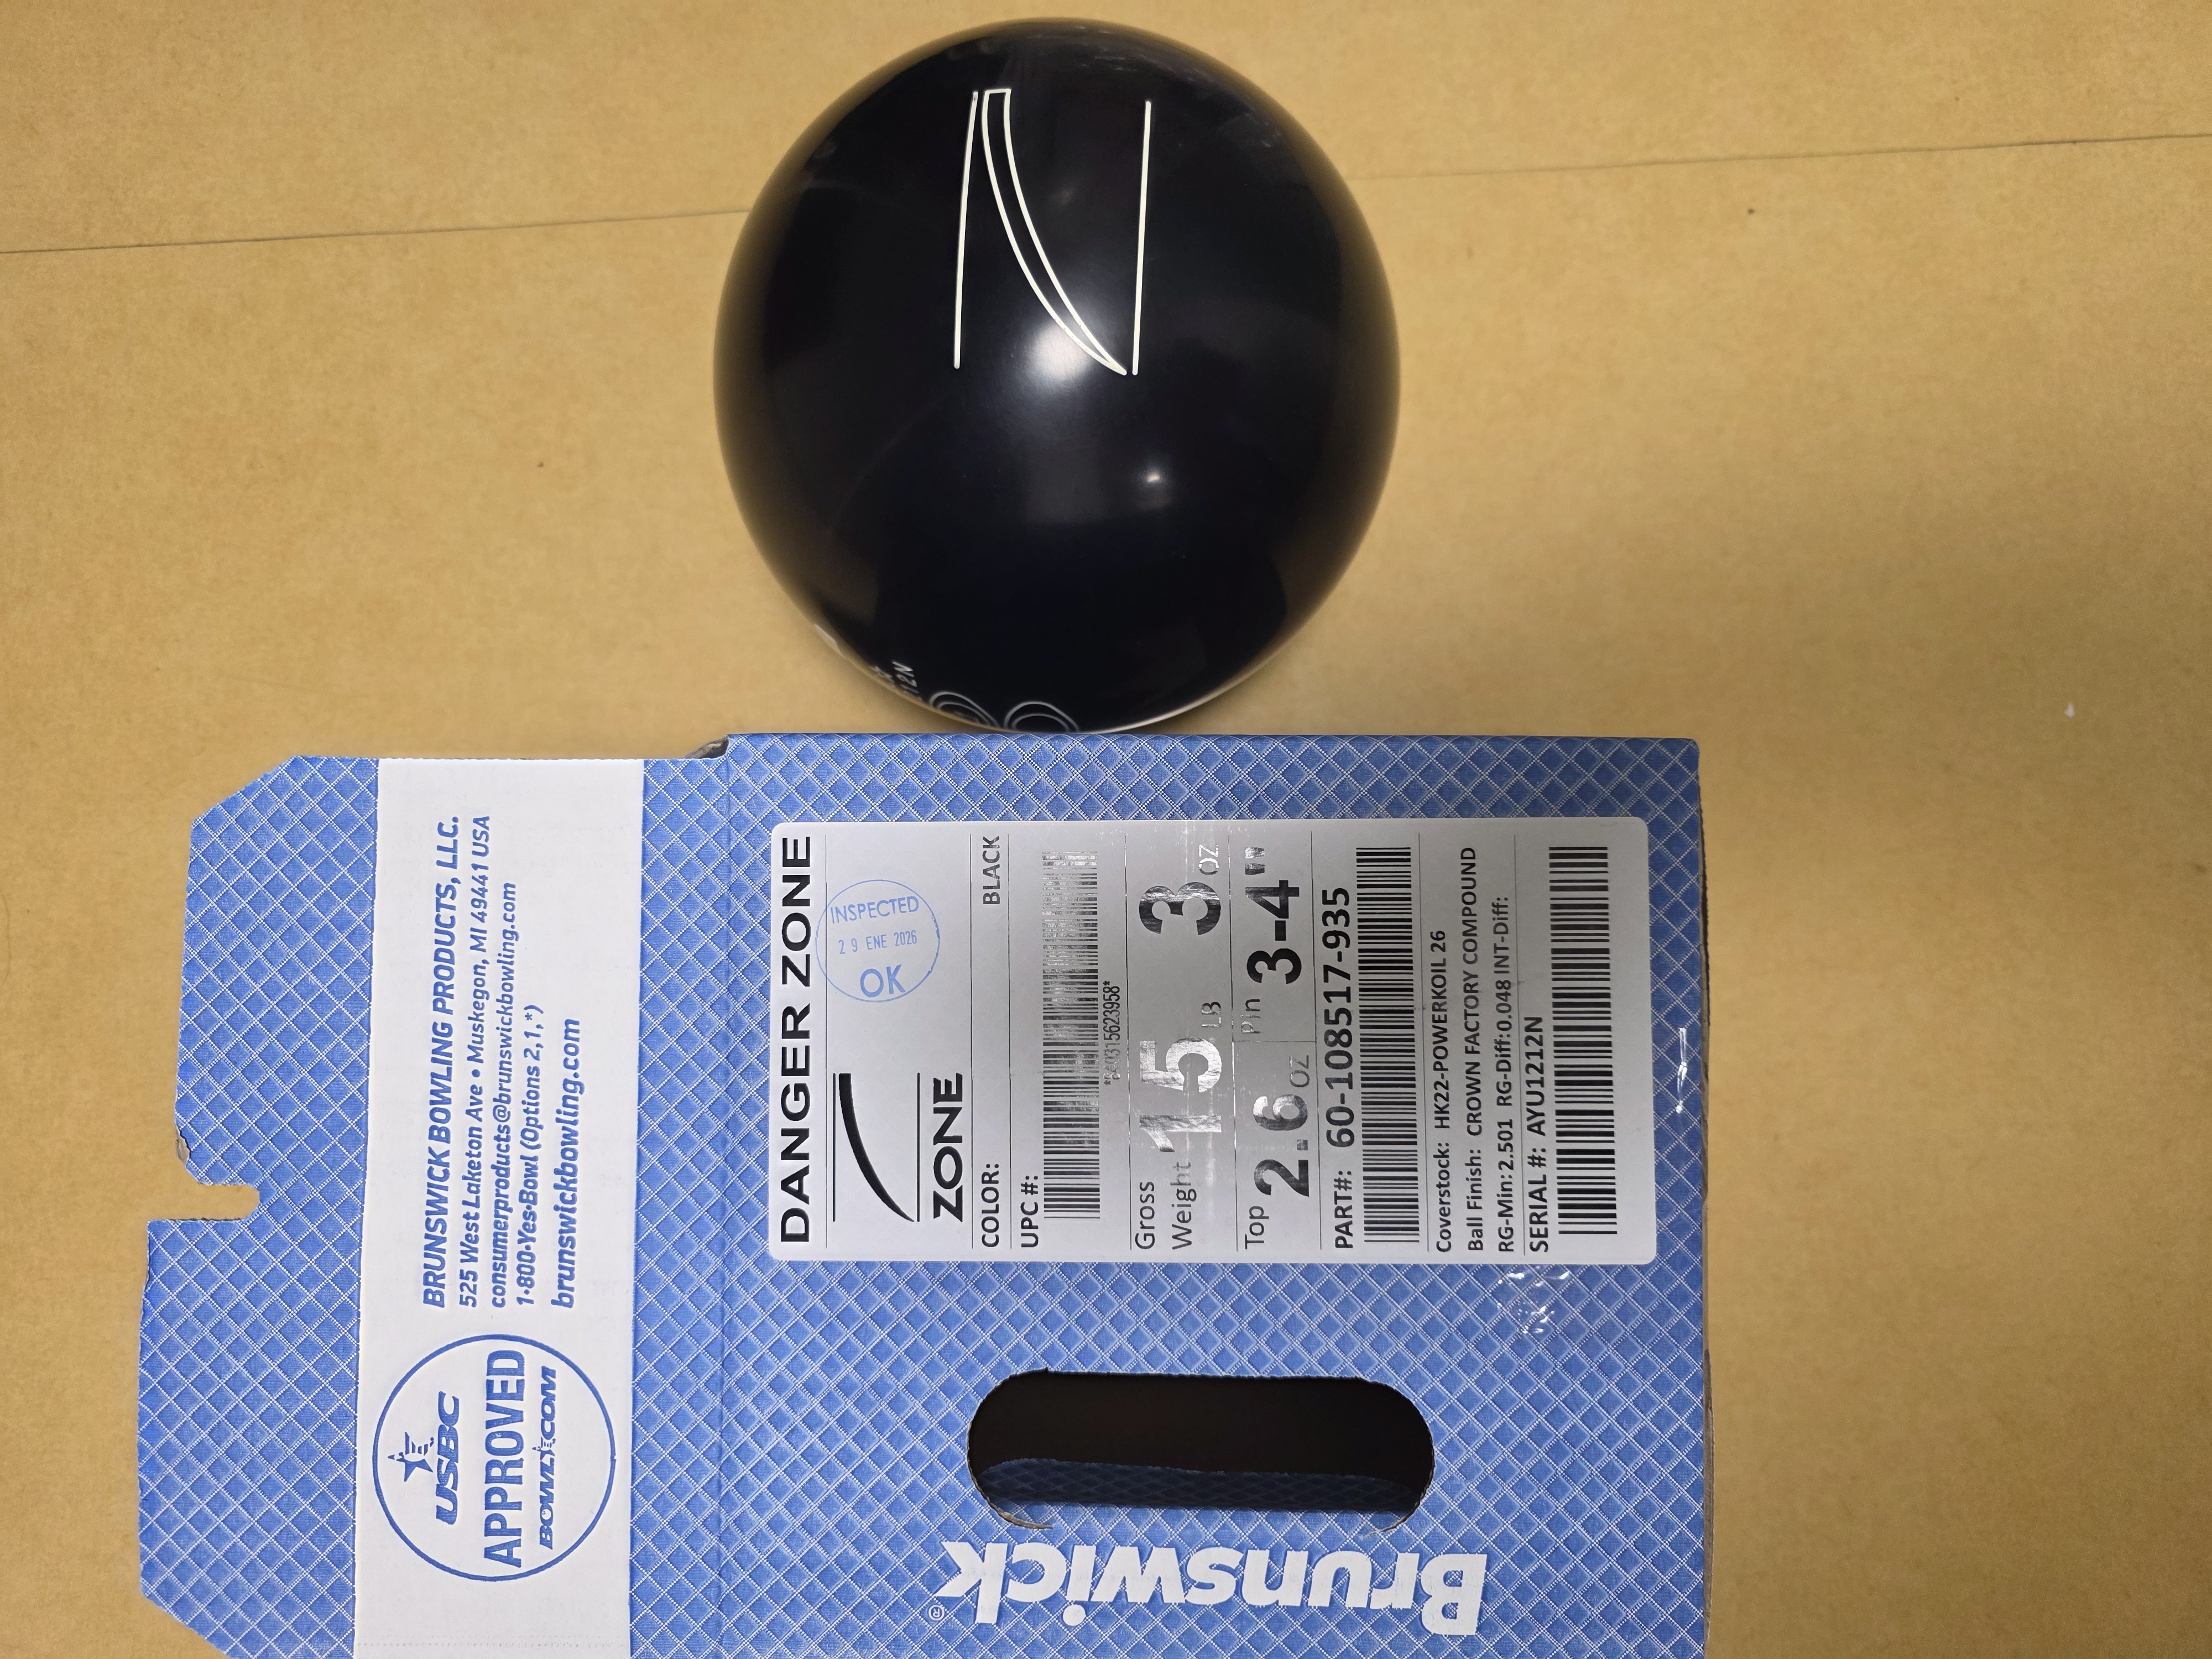 BRUNSWICK BOWLING PRODUCTS, LLC.
525 West Laketon Ave • Muskegon, MI 49441 USA
consumerproducts@brunswickbowling.com
1•800•Yes•Bowl (Options 2,1,*)
brunswickbowling.com
USBC
APPROVED
BOWL.COM
DANGER ZONE
ZONE
INSPECTED
29 ENE 2026
OK
COLOR: BLACK
UPC #:
Gross Weight 15 LB 3 OZ
Top 2.6 OZ Pin 3-4"
PART#: 60-108517-935
Coverstock: HK22-POWERKOIL 26
Ball Finish: CROWN FACTORY COMPOUND
RG-Min:2.501 RG-Diff:0.048 INT-Diff:
SERIAL #: AYU1212N
Brunswick®